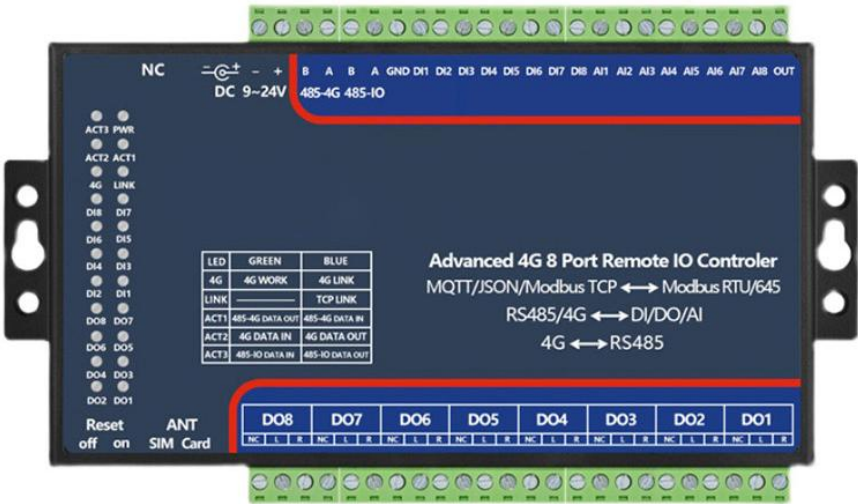 NC - + - + B A B A GND DI1 DI2 DI3 DI4 DI5 DI6 DI7 DI8 AI1 AI2 AI3 AI4 AI5 AI6 AI7 AI8 OUT
DC 9~24V 485-4G 485-IO
ACT3 PWR
ACT2 ACT1
4G LINK
DI8 DI7
DI6 DI5
DI4 DI3
DI2 DI1
DO8 DO7
DO6 DO5
DO4 DO3
DO2 DO1
LED GREEN BLUE
4G 4G WORK 4G LINK
LINK ——— TCP LINK
ACT1 485-4G DATA OUT 485-4G DATA IN
ACT2 4G DATA IN 4G DATA OUT
ACT3 485-IO DATA IN 485-IO DATA OUT
Advanced 4G 8 Port Remote IO Controler
MQTT/JSON/Modbus TCP ⟷ Modbus RTU/645
RS485/4G ⟷ DI/DO/AI
4G ⟷ RS485
Reset ANT
off on SIM Card
DO8 DO7 DO6 DO5 DO4 DO3 DO2 DO1
NC L R NC L R NC L R NC L R NC L R NC L R NC L R NC L R